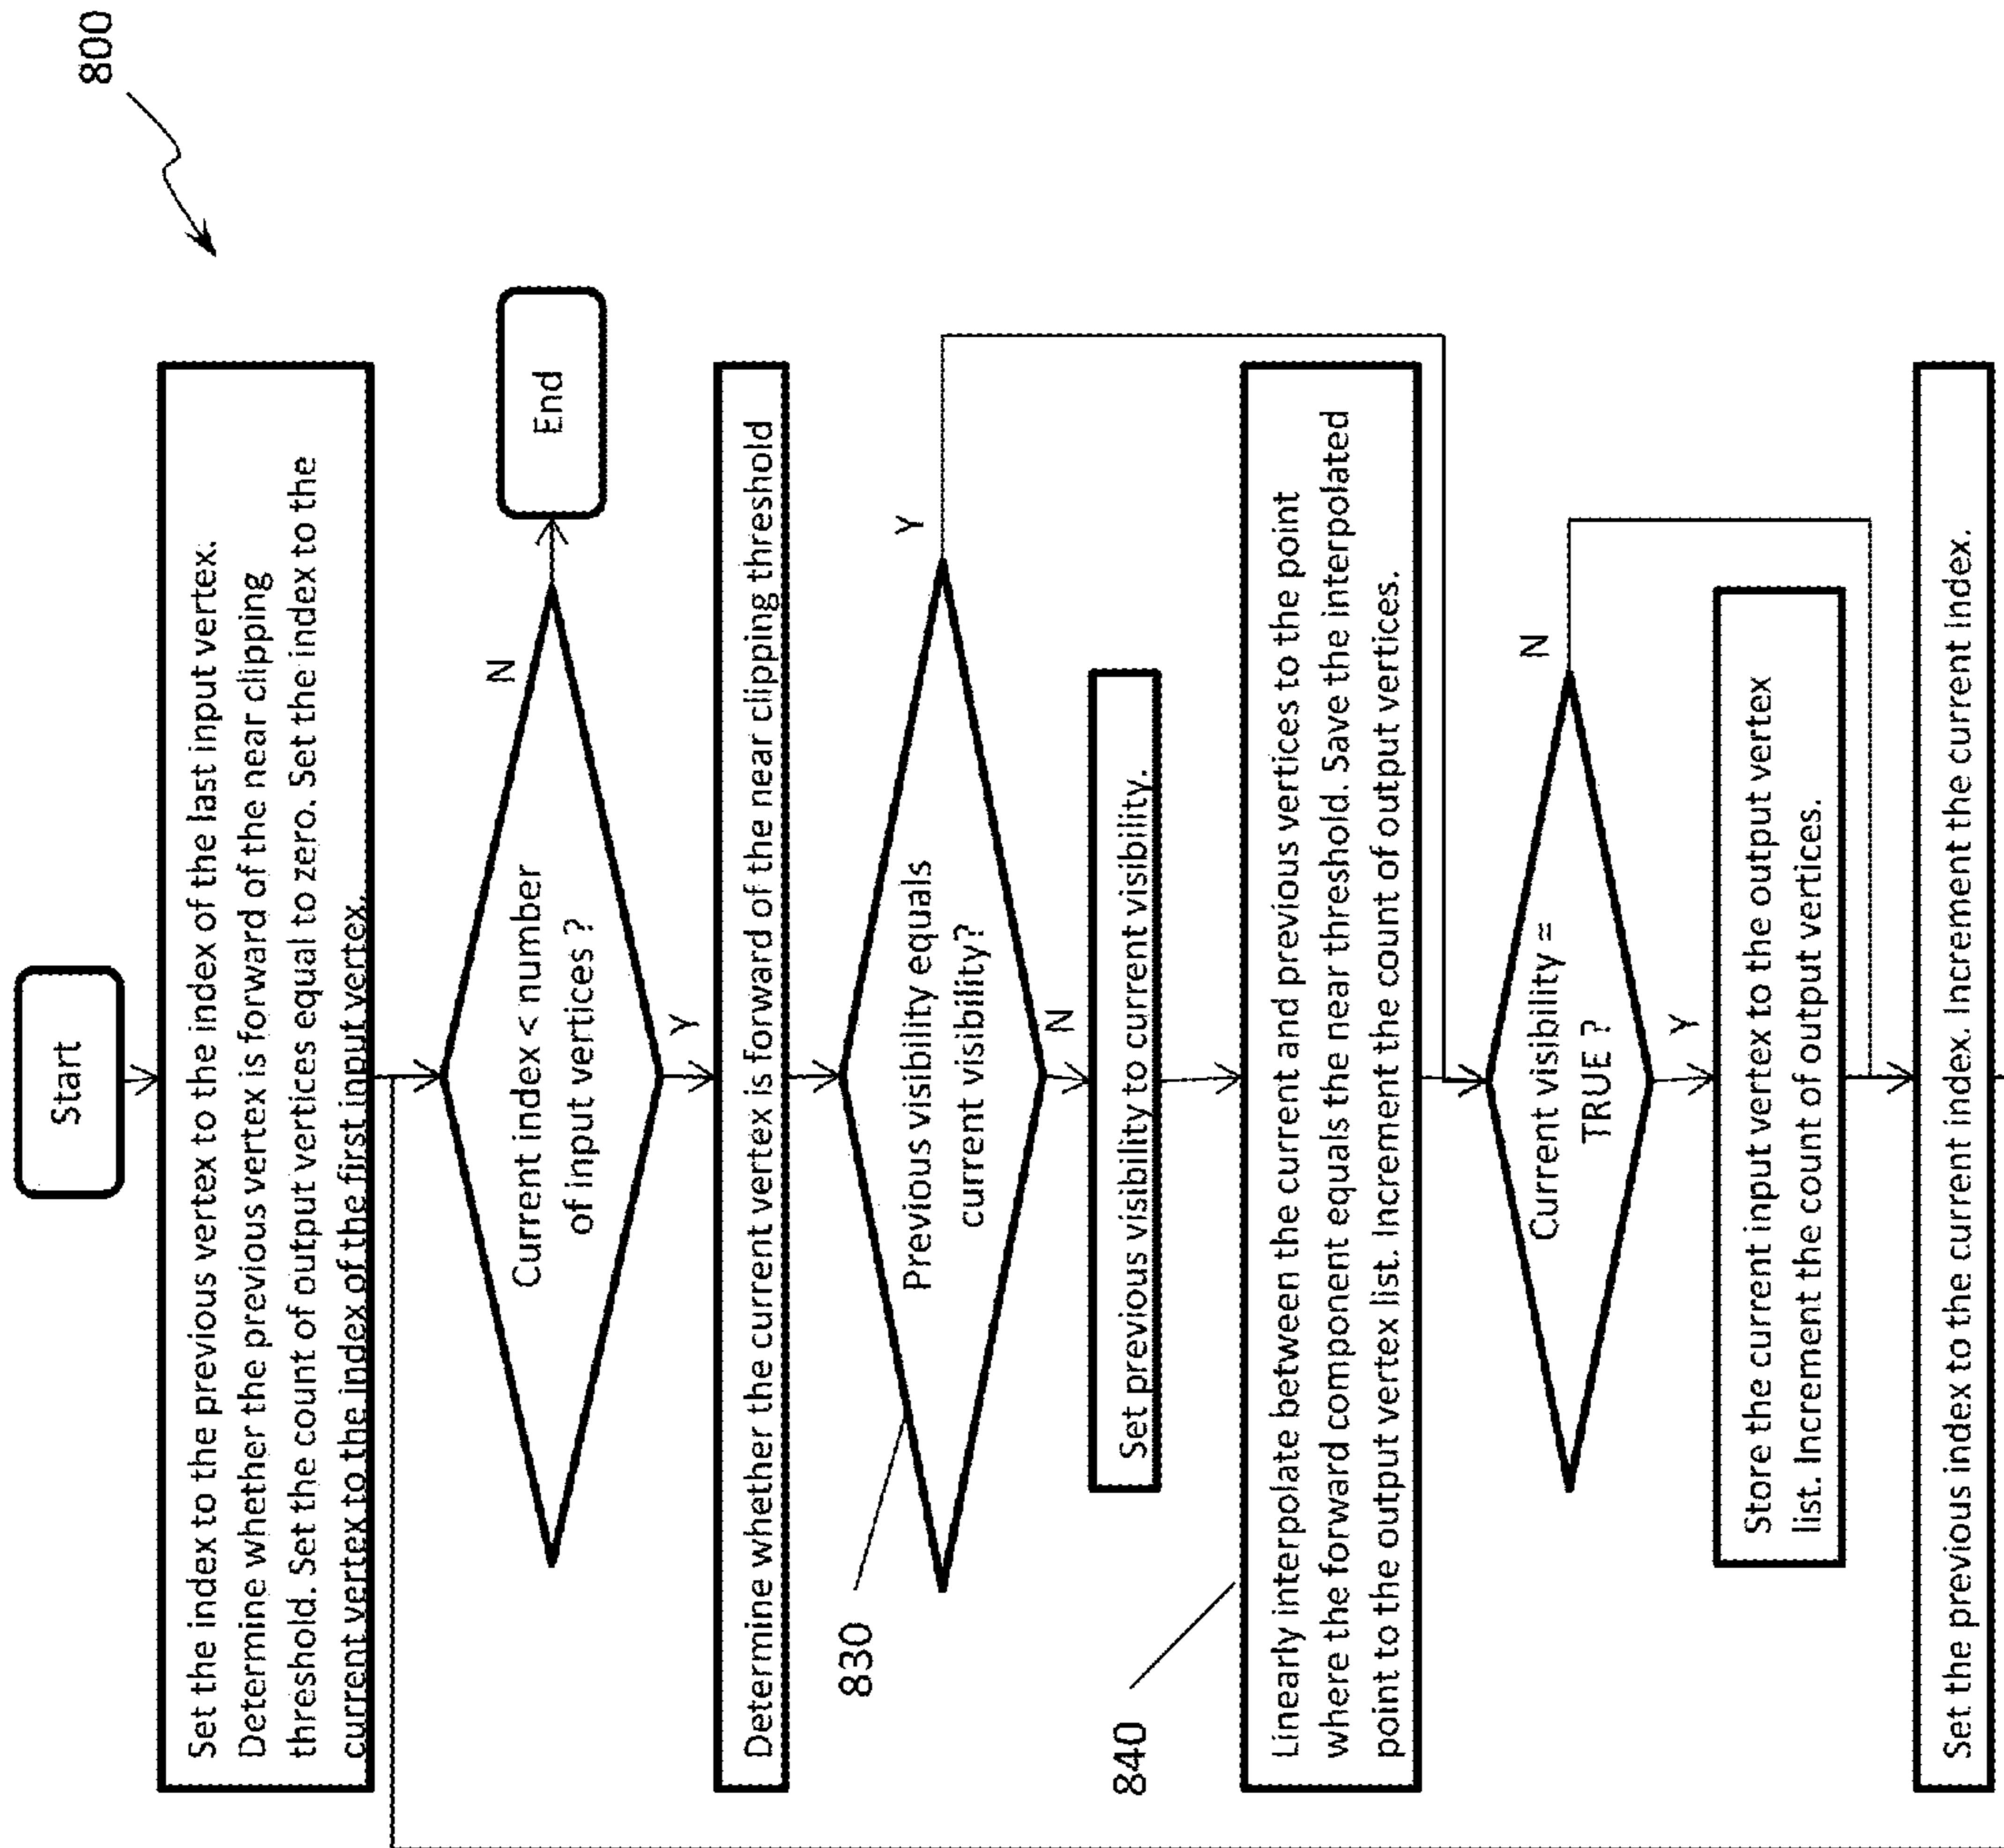 800
Start
Set the index to the previous vertex to the index of the last input vertex.
Determine whether the previous vertex is forward of the near clipping
threshold. Set the count of output vertices equal to zero. Set the index to the
current vertex to the index of the first input vertex.
Current index < number
of input vertices ?
N
End
Y
Determine whether the current vertex is forward of the near clipping threshold
830
Previous visibility equals
current visibility?
Y
N
Set previous visibility to current visibility.
840
Linearly interpolate between the current and previous vertices to the point
where the forward component equals the near threshold. Save the interpolated
point to the output vertex list. Increment the count of output vertices.
Current visibility =
TRUE ?
N
Y
Store the current input vertex to the output vertex
list. Increment the count of output vertices.
Set the previous index to the current index. Increment the current index.